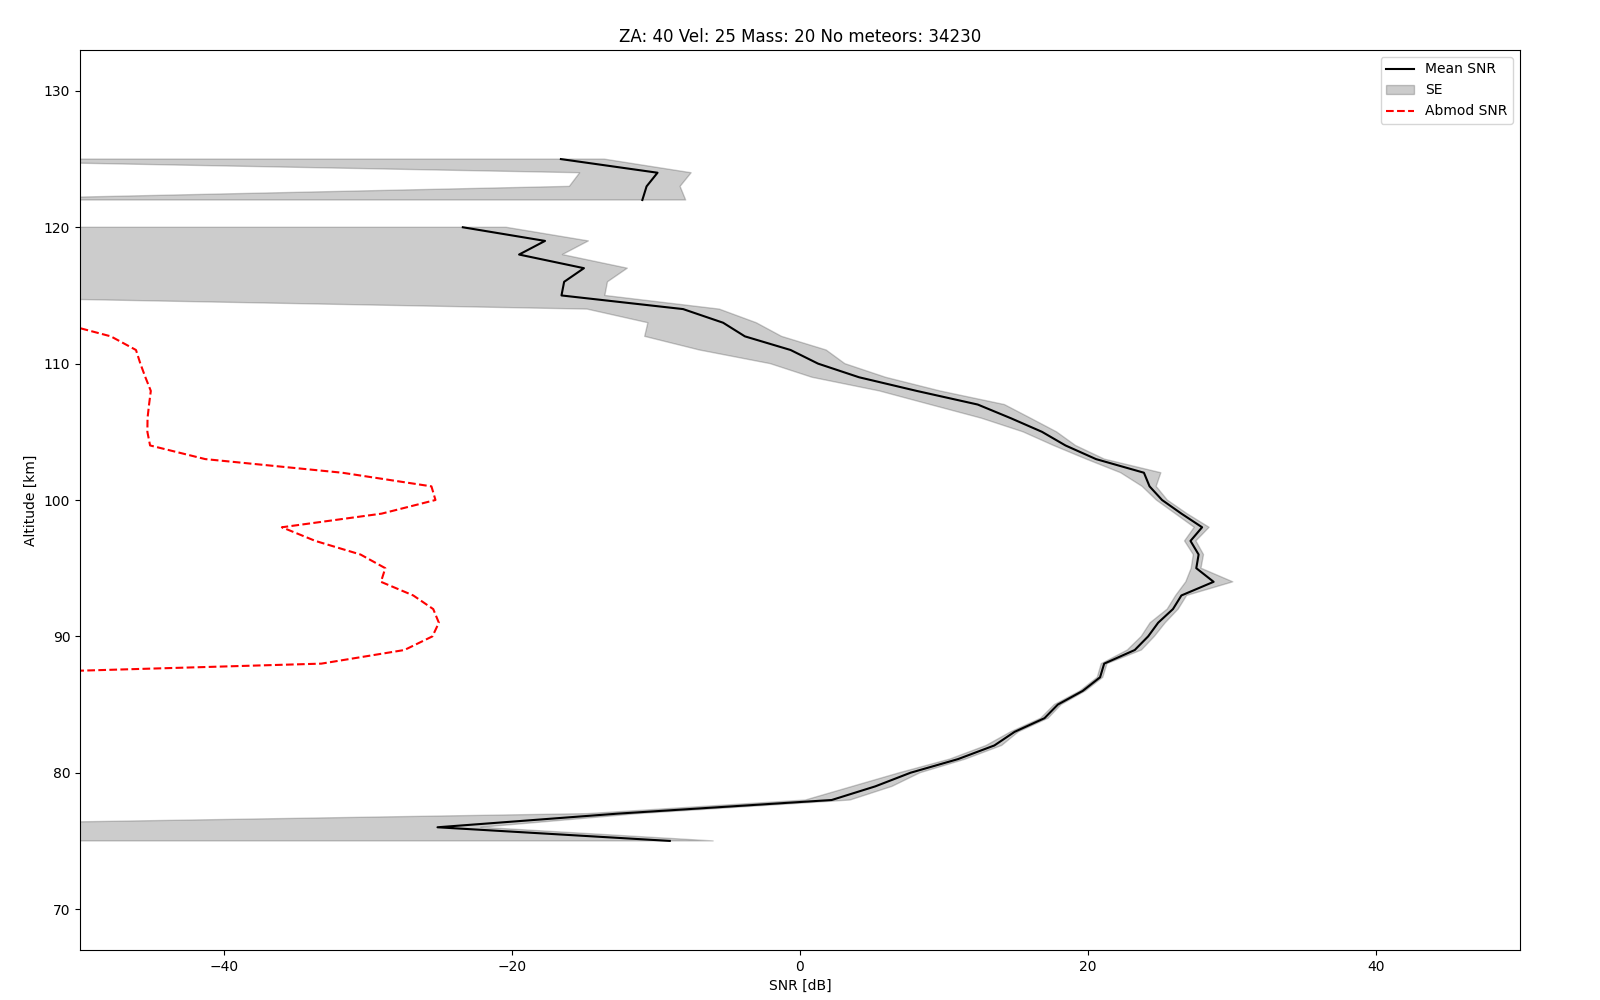 ZA: 40 Vel: 25 Mass: 20 No meteors: 34230
Mean SNR
SE
Abmod SNR
130
120
110
100
90
80
70
Altitude [km]
−40
−20
0
20
40
SNR [dB]